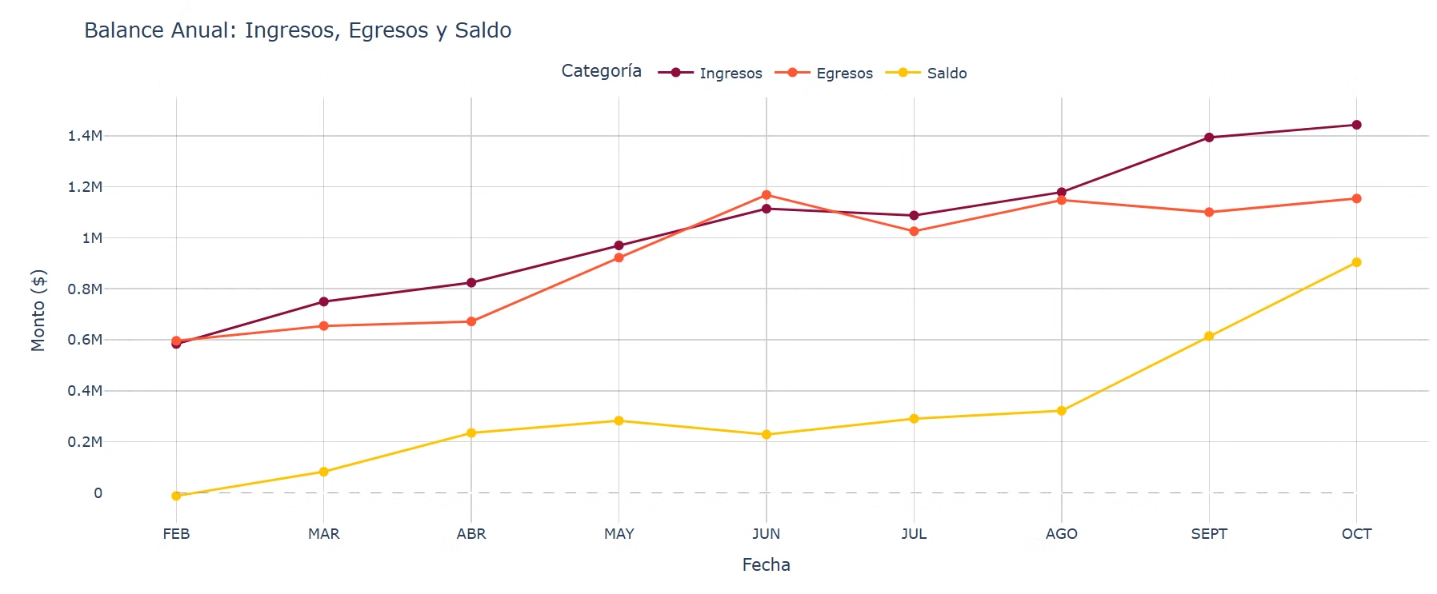 Balance Anual: Ingresos, Egresos y Saldo
Categoría Ingresos Egresos Saldo
1.4M
1.2M
1M
0.8M
0.6M
0.4M
0.2M
0
Monto ($)
FEB MAR ABR MAY JUN JUL AGO SEPT OCT
Fecha